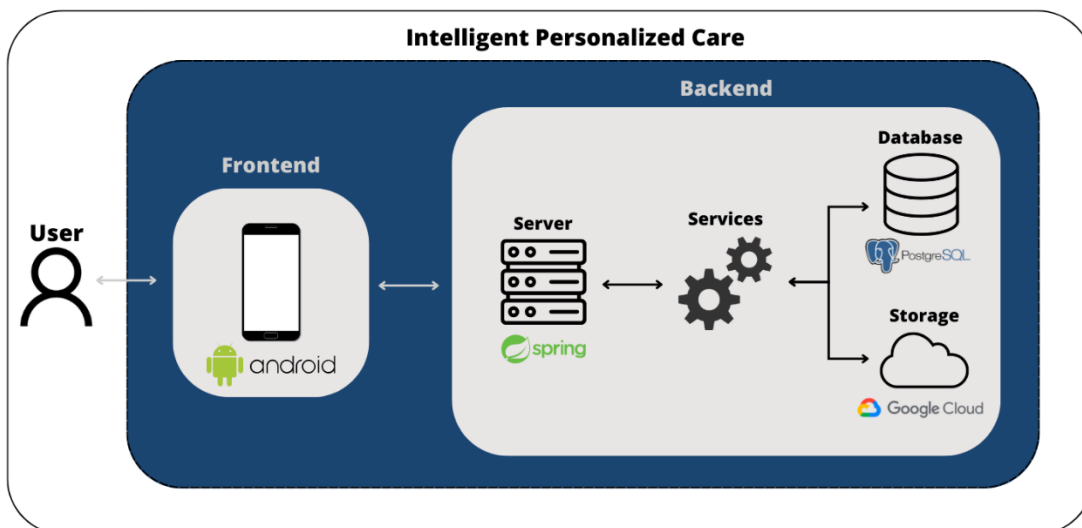 Intelligent Personalized Care
Backend
Database
Frontend
User
Server
Services
PostgreSQL
Storage
spring
android
Google Cloud